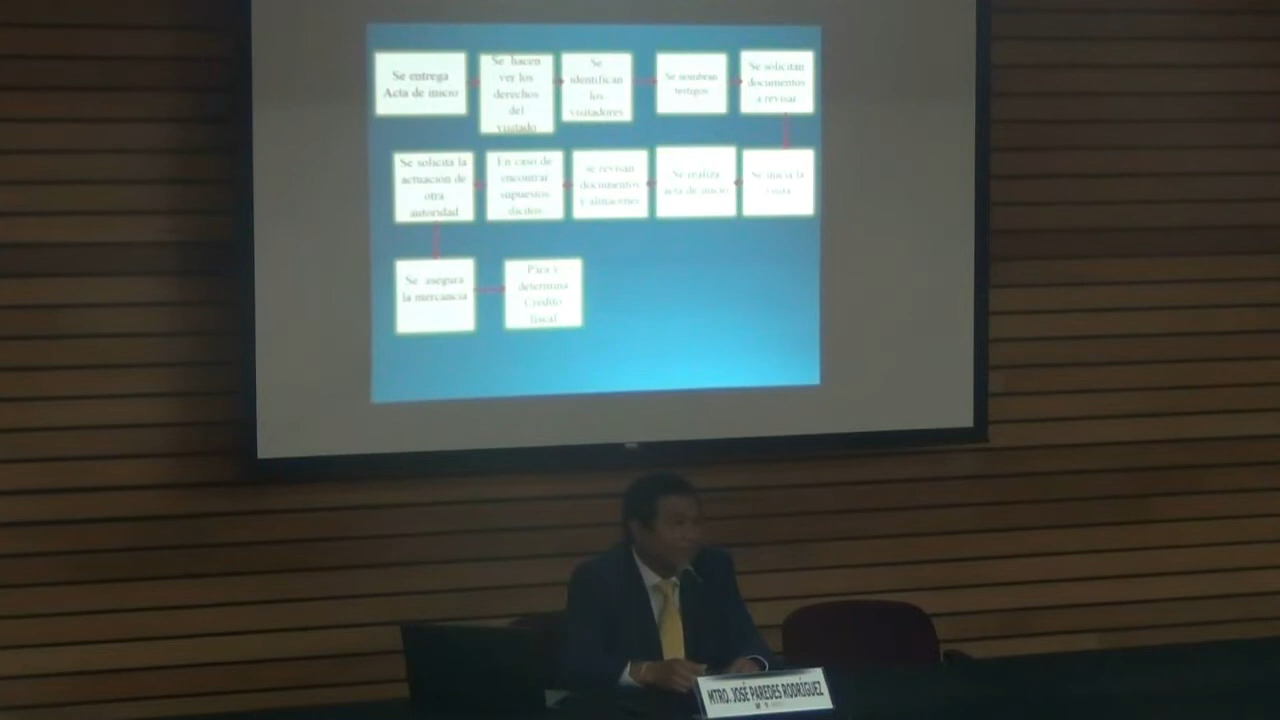 Se entrega
Acta de inicio
Se hacen
ver los
derechos
del
visitado
Se
identifican
los
visitadores
Se nombran
testigos
Se solicitan
documentos
a revisar
Se inicia la
visita
Se realiza
acta de inicio
se revisan
documentos
y almacenes
En caso de
encontrar
supuestos
ilicitos
Se solicita la
actuación de
otra
autoridad
Se asegura
la mercancia
Para y
determina
Crédito
fiscal
MTRO. JOSÉ PAREDES RODRÍGUEZ